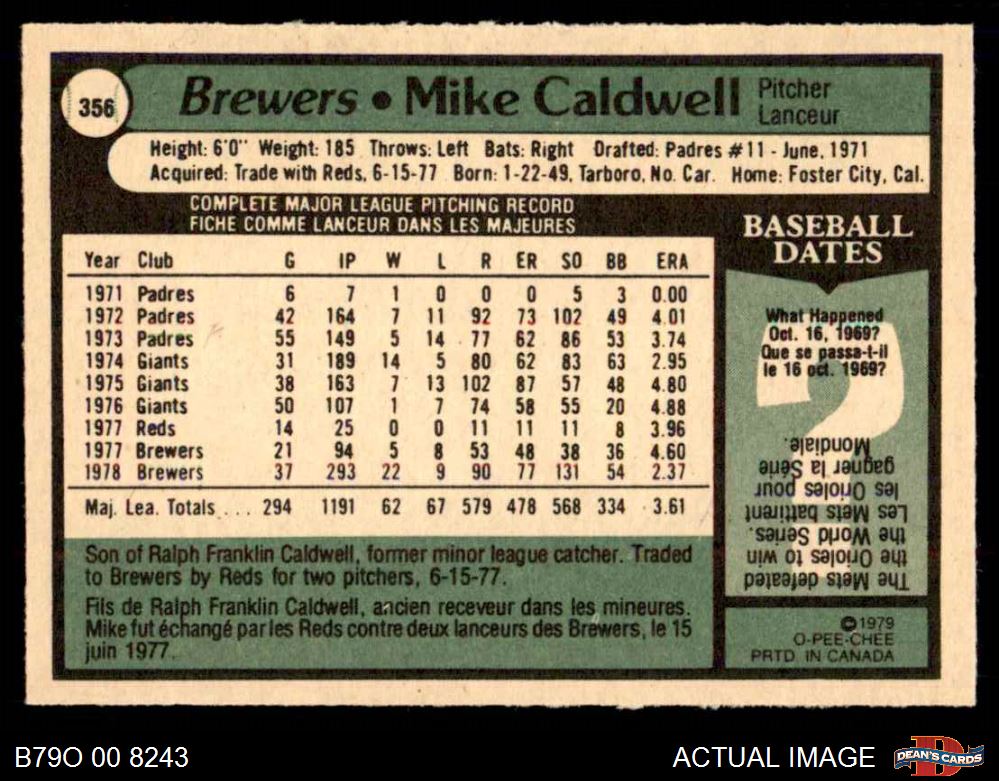 356
Brewers • Mike Caldwell
Pitcher
Lanceur
Height: 6'0" Weight: 185 Throws: Left Bats: Right Drafted: Padres #11 - June, 1971
Acquired: Trade with Reds, 6-15-77 Born: 1-22-49, Tarboro, No. Car. Home: Foster City, Cal.
COMPLETE MAJOR LEAGUE PITCHING RECORD
FICHE COMME LANCEUR DANS LES MAJEURES
Year Club G IP W L R ER SO BB ERA
1971 Padres 6 7 1 0 0 0 5 3 0.00
1972 Padres 42 164 7 11 92 73 102 49 4.01
1973 Padres 55 149 5 14 77 62 86 53 3.74
1974 Giants 31 189 14 5 80 62 83 63 2.95
1975 Giants 38 163 7 13 102 87 57 48 4.80
1976 Giants 50 107 1 7 74 58 55 20 4.88
1977 Reds 14 25 0 0 11 11 11 8 3.96
1977 Brewers 21 94 5 8 53 48 38 36 4.60
1978 Brewers 37 293 22 9 90 77 131 54 2.37
Maj. Lea. Totals . . . 294 1191 62 67 579 478 568 334 3.61
Son of Ralph Franklin Caldwell, former minor league catcher. Traded
to Brewers by Reds for two pitchers, 6-15-77.
Fils de Ralph Franklin Caldwell, ancien receveur dans les mineures.
Mike fut échangé par les Reds contre deux lanceurs des Brewers, le 15
juin 1977.
BASEBALL
DATES
What Happened
Oct. 16, 1969?
Que se passa-t-il
le 16 oct. 1969?
The Mets defeated
the Orioles to win
the World Series.
Les Mets battirent
les Orioles pour
gagner la Série
Mondiale.
©1979
O-PEE-CHEE
PRTD IN CANADA
B79O 00 8243
ACTUAL IMAGE
D
DEAN'S CARDS